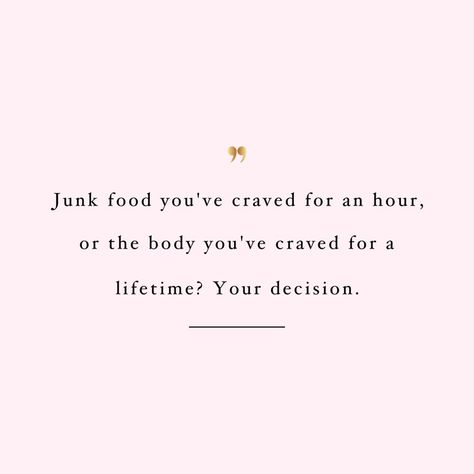 ”
Junk food you've craved for an hour,
or the body you've craved for a
lifetime? Your decision.